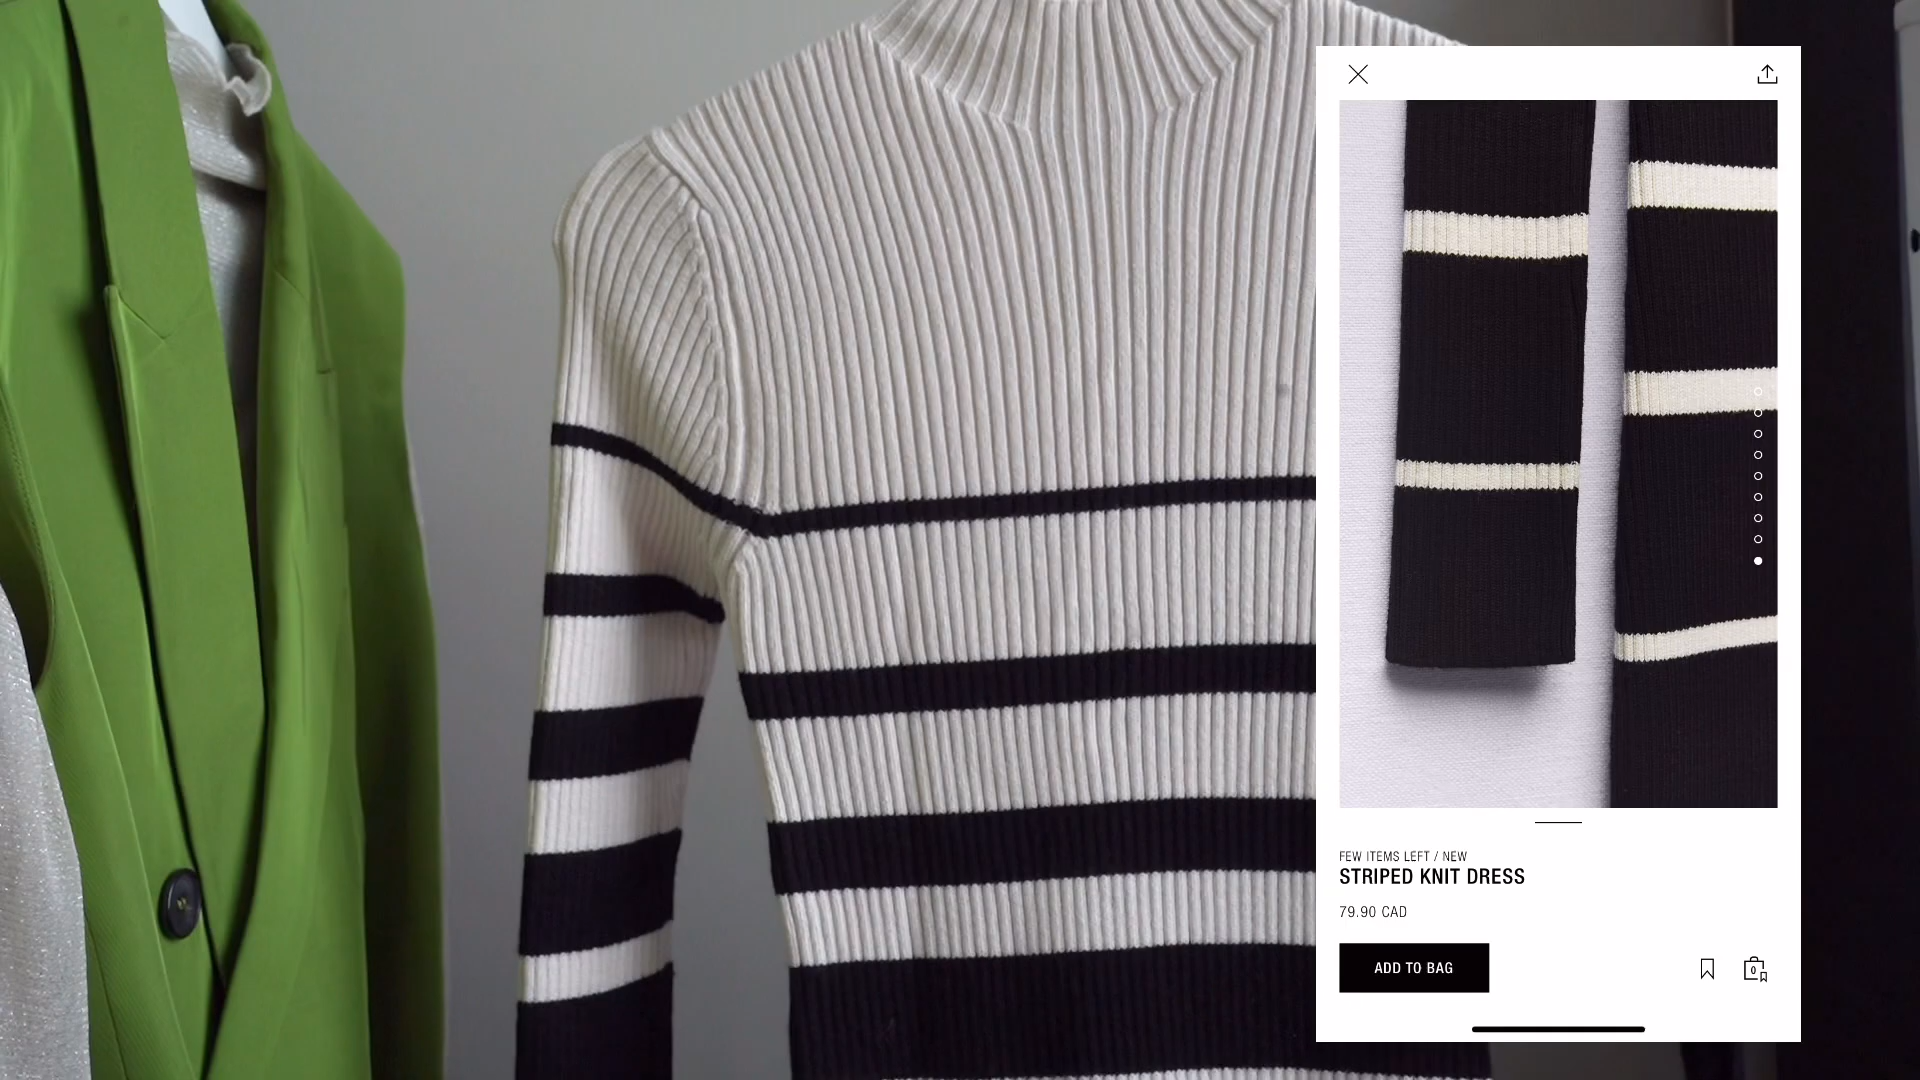 FEW ITEMS LEFT / NEW
STRIPED KNIT DRESS
79.90 CAD
ADD TO BAG
0